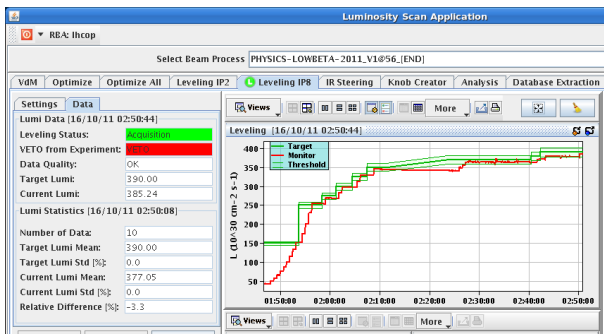 Luminosity Scan Application
RBA: lhcop
Select Beam Process PHYSICS-LOWBETA-2011_V1@56_[END]
VdM Optimize Optimize All Leveling IP2 Leveling IP8 IR Steering Knob Creator Analysis Database Extraction
Settings Data
Views More
Lumi Data [16/10/11 02:50:44]
Leveling Status: Acquisition
VETO from Experiment: VETO
Data Quality: OK
Target Lumi: 390.00
Current Lumi: 385.24
Lumi Statistics [16/10/11 02:50:08]
Number of Data: 10
Target Lumi Mean: 390.00
Target Lumi Std [%]: 0.0
Current Lumi Mean: 377.05
Current Lumi Std [%]: 0.0
Relative Difference [%]: -3.3
Leveling [16/10/11 02:50:44]
Target
Monitor
Threshold
L (10^30 cm-2 s-1)
400
350
300
250
200
150
100
50
01:50:00 02:00:00 02:10:00 02:20:00 02:30:00 02:40:00 02:50:00
Views More